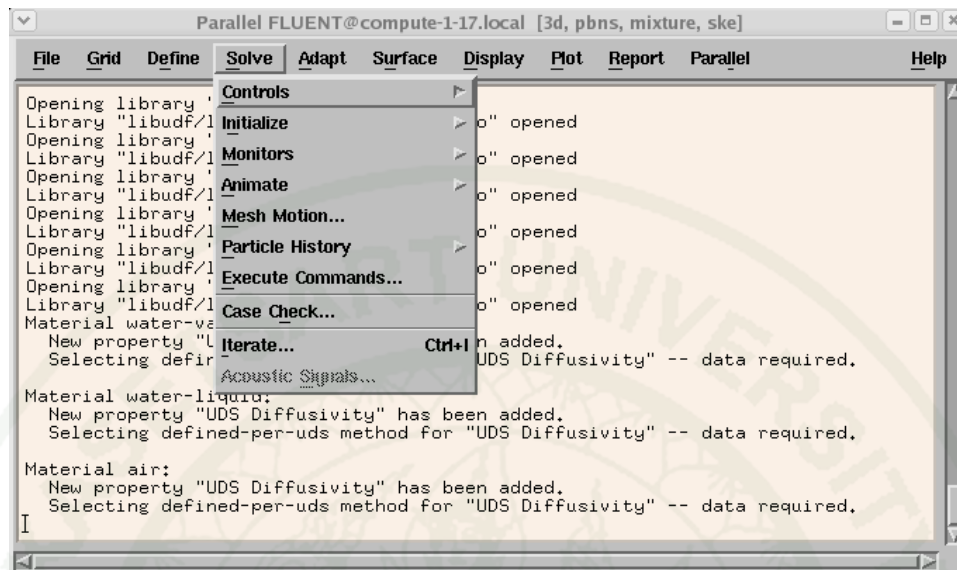 Parallel FLUENT@compute-1-17.local [3d, pbns, mixture, ske]
File Grid Define Solve Adapt Surface Display Plot Report Parallel Help
Controls
Initialize
Monitors
Animate
Mesh Motion...
Particle History
Execute Commands...
Case Check...
Iterate... Ctrl+I
Acoustic Signals...
Opening library '
Library "libudf/l o" opened
Opening library '
Library "libudf/l o" opened
Opening library '
Library "libudf/l o" opened
Opening library '
Library "libudf/l o" opened
Opening library '
Library "libudf/l o" opened
Opening library '
Library "libudf/l o" opened
Material water-va
New property "U n added.
Selecting defin "UDS Diffusivity" -- data required.
Material water-liquid:
New property "UDS Diffusivity" has been added.
Selecting defined-per-uds method for "UDS Diffusivity" -- data required.
Material air:
New property "UDS Diffusivity" has been added.
Selecting defined-per-uds method for "UDS Diffusivity" -- data required.